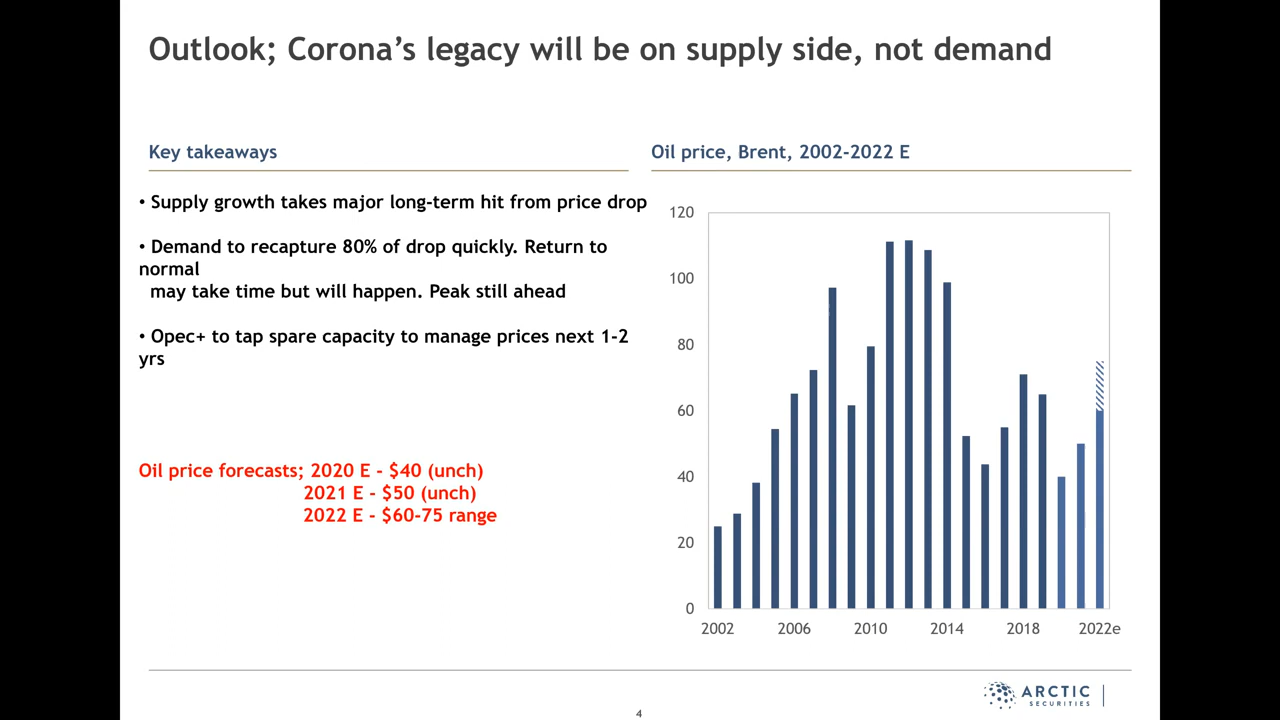 Outlook; Corona’s legacy will be on supply side, not demand
Key takeaways
• Supply growth takes major long-term hit from price drop
• Demand to recapture 80% of drop quickly. Return to
normal
may take time but will happen. Peak still ahead
• Opec+ to tap spare capacity to manage prices next 1-2
yrs
Oil price forecasts; 2020 E - $40 (unch)
2021 E - $50 (unch)
2022 E - $60-75 range
Oil price, Brent, 2002-2022 E
120
100
80
60
40
20
0
2002 2006 2010 2014 2018 2022e
ARCTIC
SECURITIES
4